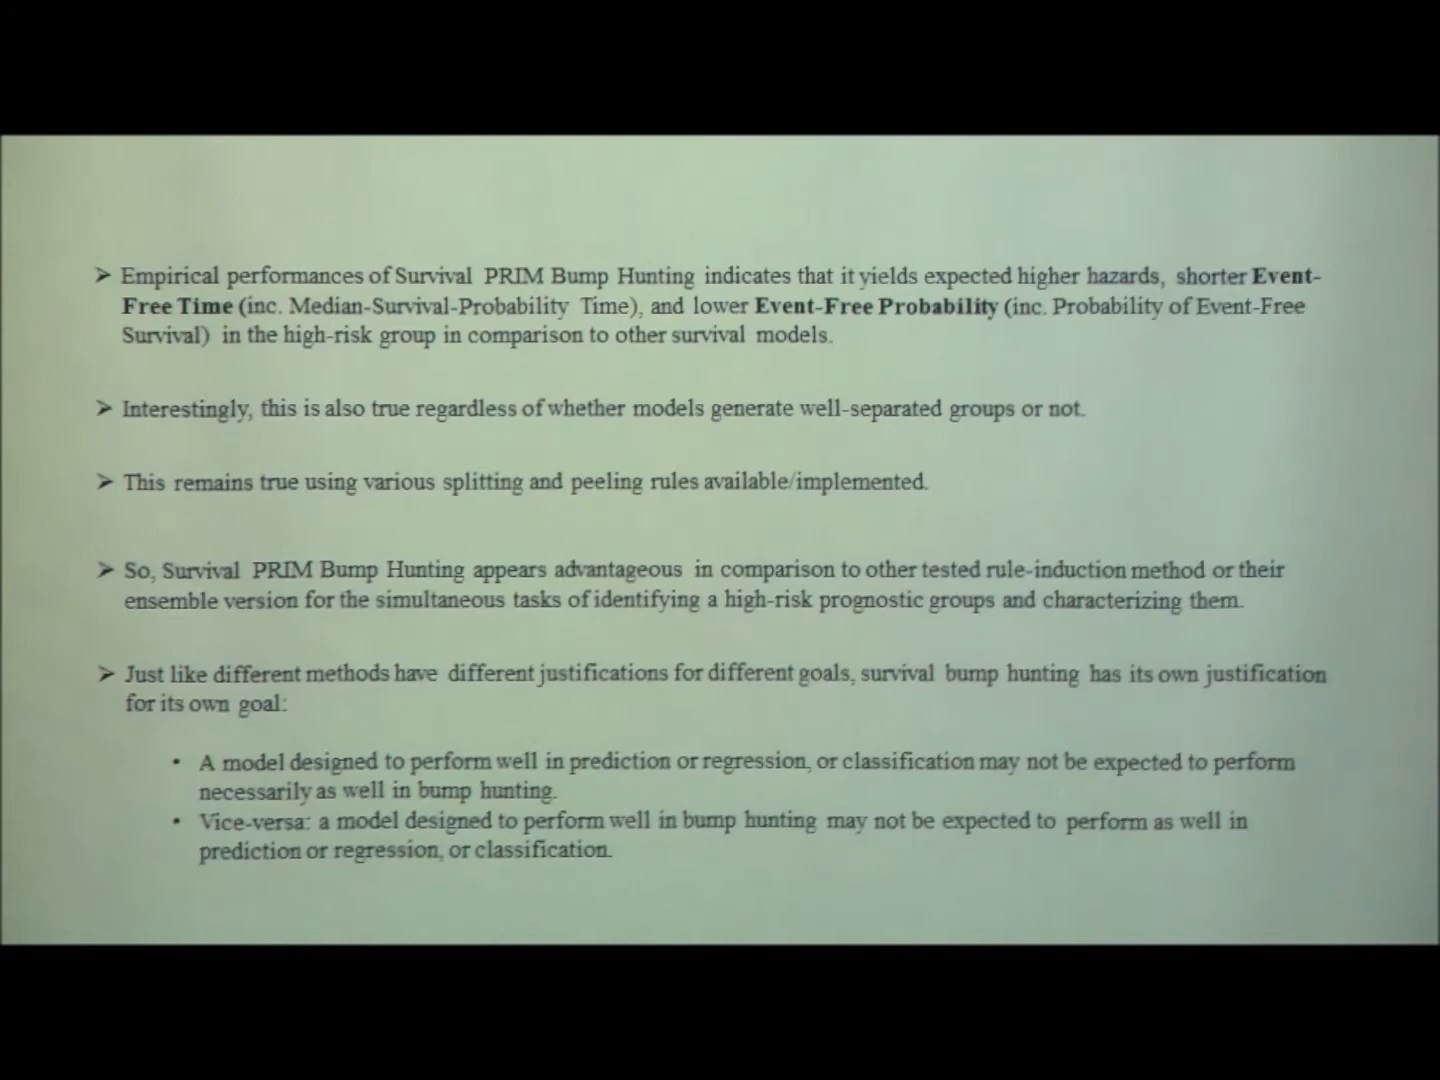 ➢ Empirical performances of Survival PRIM Bump Hunting indicates that it yields expected higher hazards, shorter Event-
Free Time (inc. Median-Survival-Probability Time), and lower Event-Free Probability (inc. Probability of Event-Free
Survival) in the high-risk group in comparison to other survival models.
➢ Interestingly, this is also true regardless of whether models generate well-separated groups or not.
➢ This remains true using various splitting and peeling rules available/implemented.
➢ So, Survival PRIM Bump Hunting appears advantageous in comparison to other tested rule-induction method or their
ensemble version for the simultaneous tasks of identifying a high-risk prognostic groups and characterizing them.
➢ Just like different methods have different justifications for different goals, survival bump hunting has its own justification
for its own goal:
• A model designed to perform well in prediction or regression, or classification may not be expected to perform
necessarily as well in bump hunting.
• Vice-versa: a model designed to perform well in bump hunting may not be expected to perform as well in
prediction or regression, or classification.